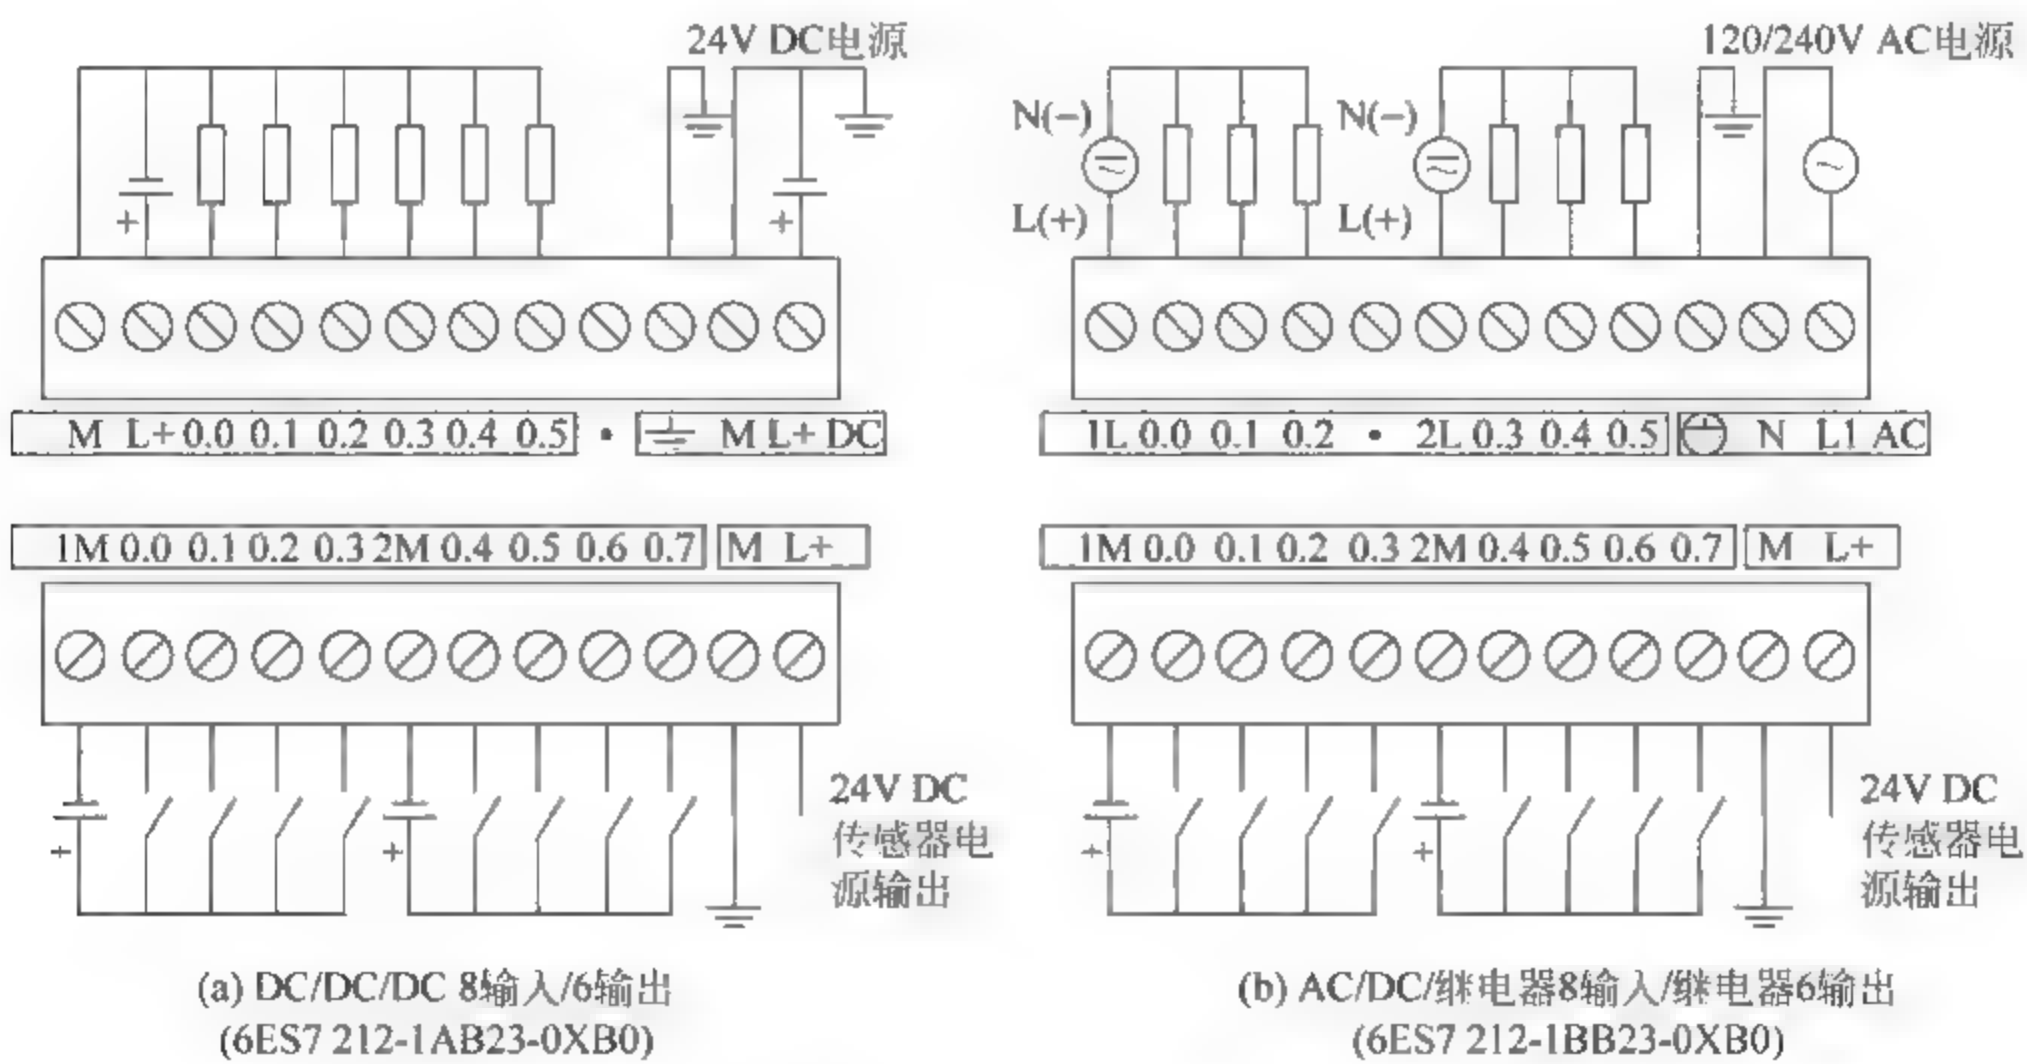 24V DC电源
+
+
M L+ 0.0 0.1 0.2 0.3 0.4 0.5 • M L+ DC
1M 0.0 0.1 0.2 0.3 2M 0.4 0.5 0.6 0.7 M L+
+
+
24V DC
传感器电
源输出
(a) DC/DC/DC 8输入/6输出
(6ES7 212-1AB23-0XB0)
120/240V AC电源
N(−)
N(−)
L(+)
L(+)
1L 0.0 0.1 0.2 • 2L 0.3 0.4 0.5 N L1 AC
1M 0.0 0.1 0.2 0.3 2M 0.4 0.5 0.6 0.7 M L+
+
+
24V DC
传感器电
源输出
(b) AC/DC/继电器8输入/继电器6输出
(6ES7 212-1BB23-0XB0)